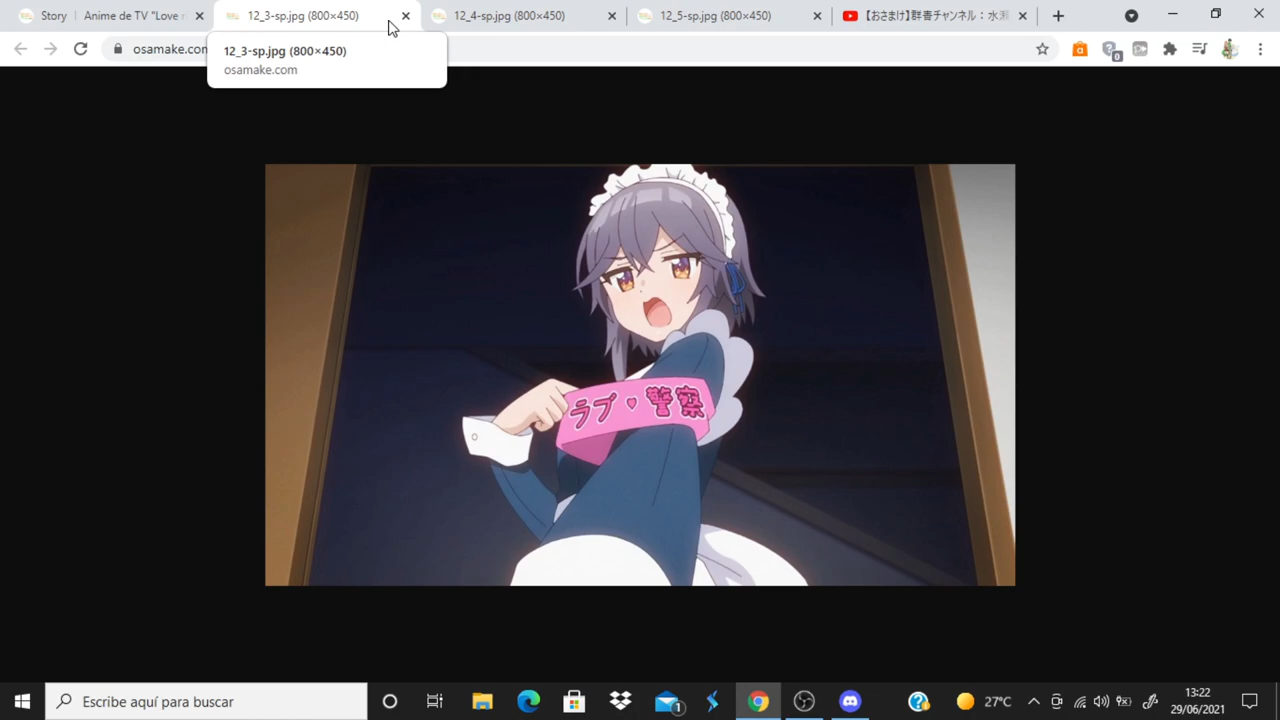 Story | Anime de TV "Love r
12_3-sp.jpg (800×450)
12_4-sp.jpg (800×450)
12_5-sp.jpg (800×450)
【おさまけ】群青チャンネル：水
osamake.com
12_3-sp.jpg (800×450)
osamake.com
0
ラブ♥警察
Escribe aquí para buscar
1
27°C
13:22
29/06/2021